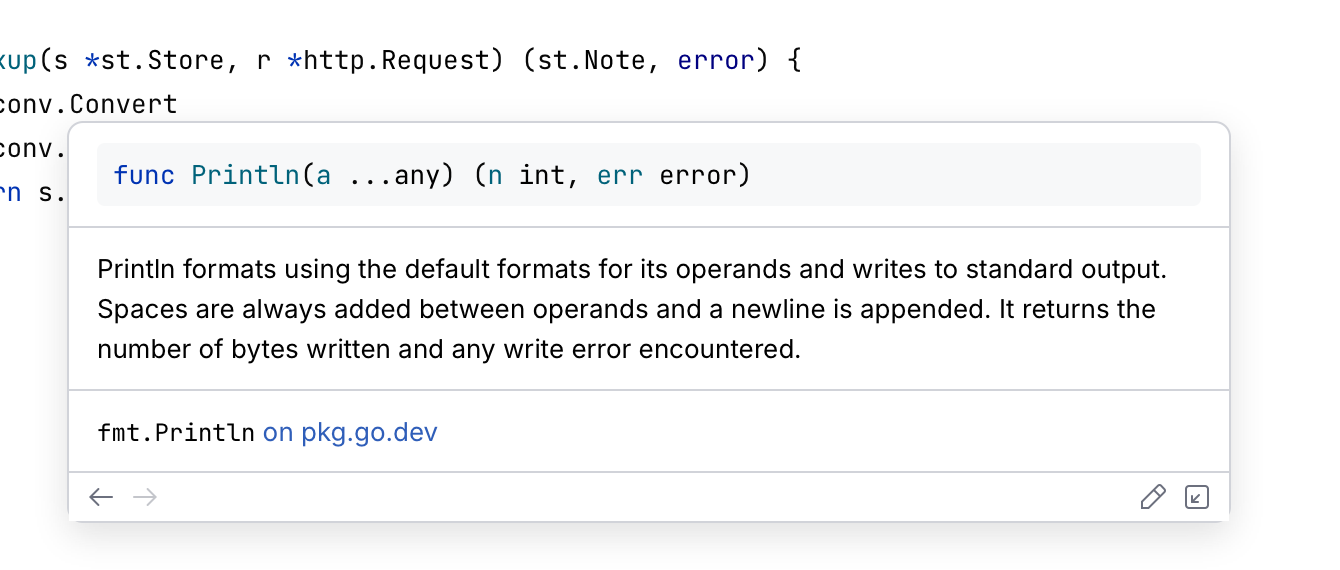 (s *st.Store, r *http.Request) (st.Note, error) {
conv.Convert
conv.
s.
func Println(a ...any) (n int, err error)
Println formats using the default formats for its operands and writes to standard output.
Spaces are always added between operands and a newline is appended. It returns the
number of bytes written and any write error encountered.
fmt.Println on pkg.go.dev